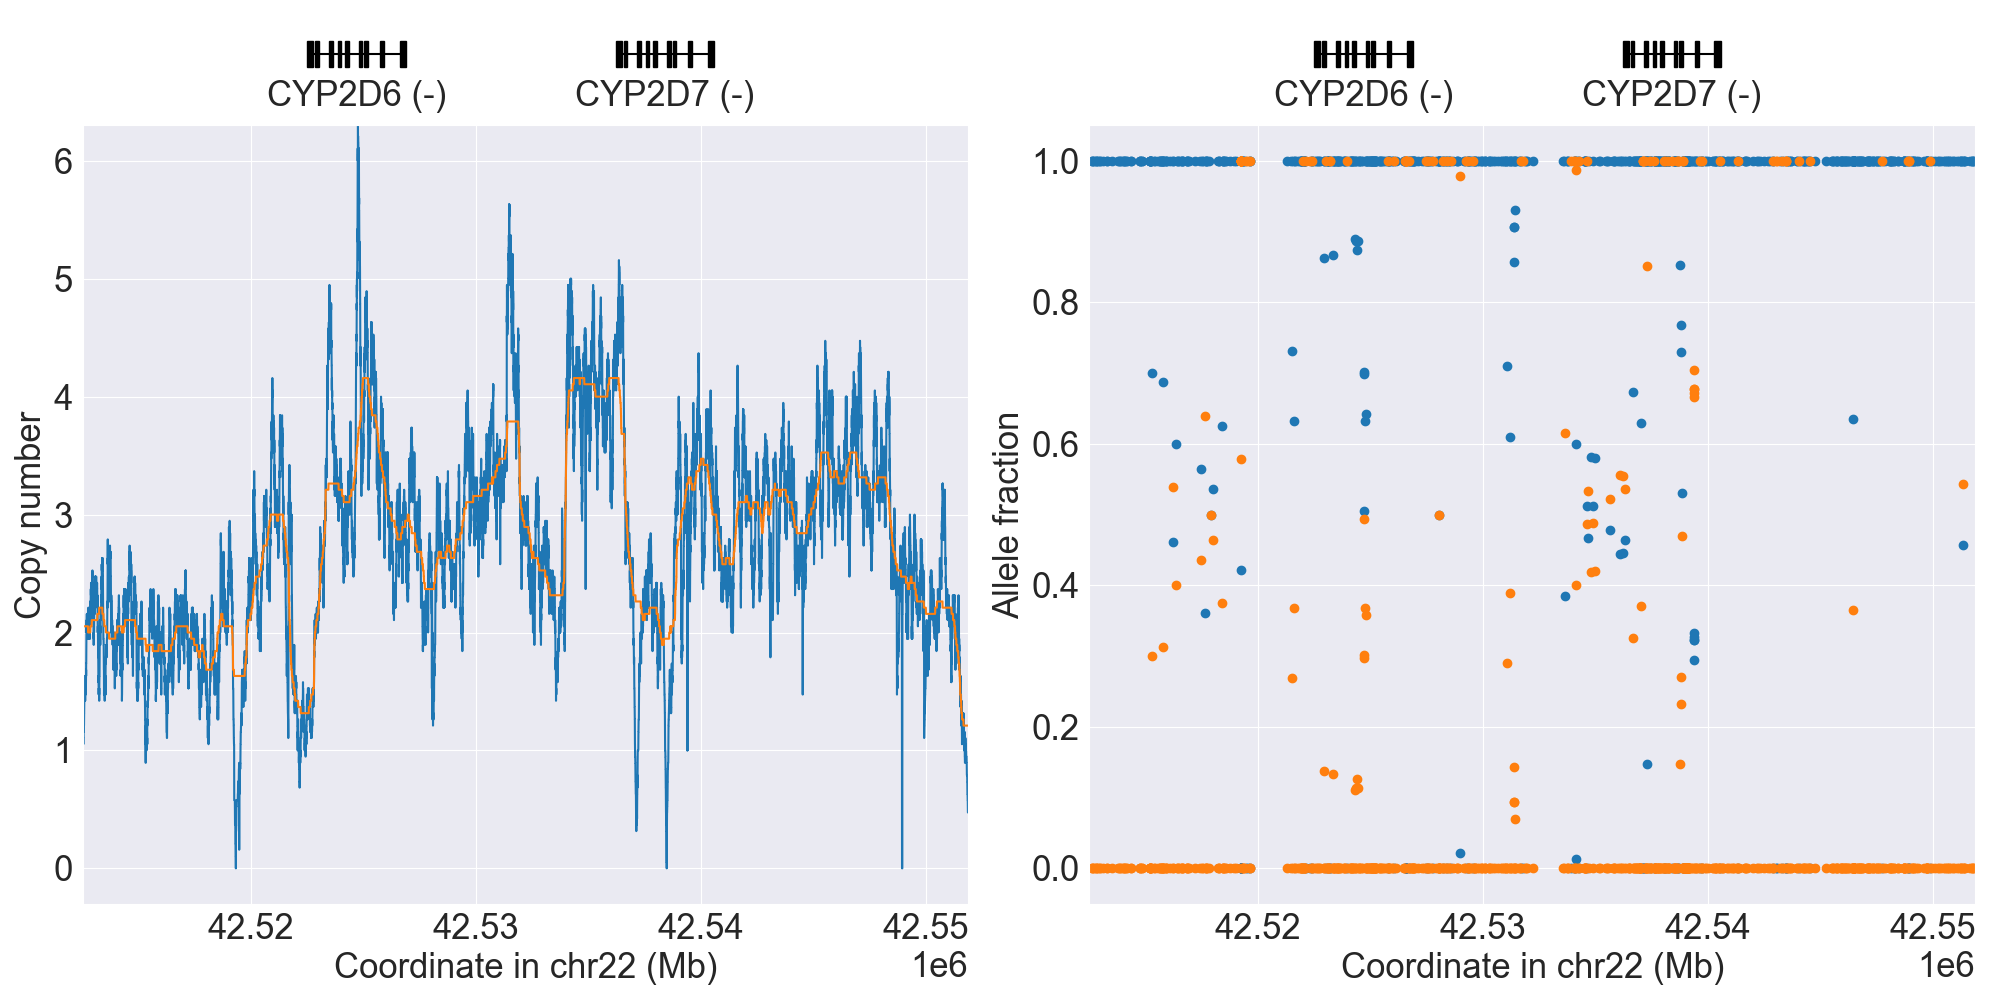 CYP2D6 (-) CYP2D7 (-)
6
5
4
3
2
1
0
Copy number
42.52 42.53 42.54 42.55
Coordinate in chr22 (Mb) 1e6
CYP2D6 (-) CYP2D7 (-)
1.0
0.8
0.6
0.4
0.2
0.0
Allele fraction
42.52 42.53 42.54 42.55
Coordinate in chr22 (Mb) 1e6